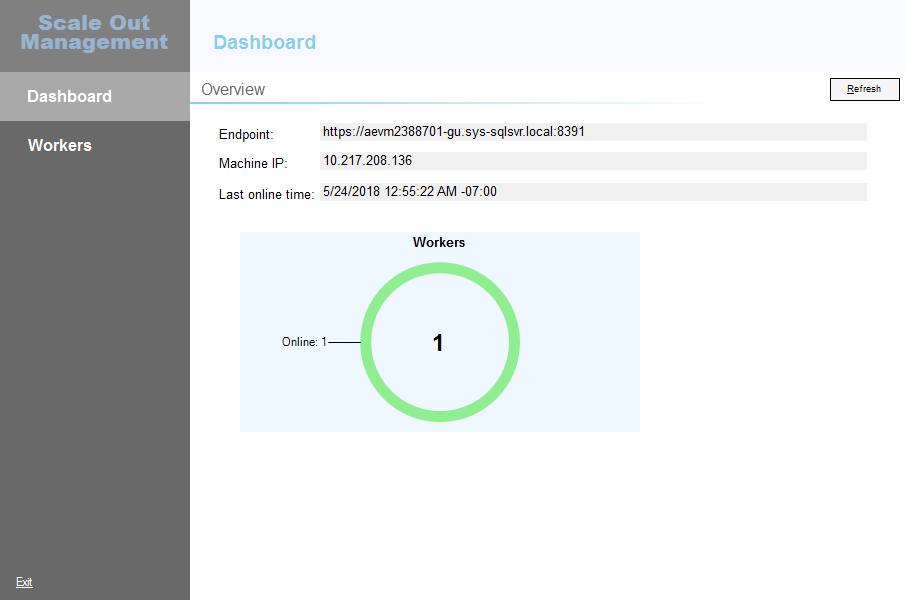 Scale Out
Management
Dashboard
Dashboard
Workers
Overview
Refresh
Endpoint: https://aevm2388701-gu.sys-sqlsvr.local:8391
Machine IP: 10.217.208.136
Last online time: 5/24/2018 12:55:22 AM -07:00
Workers
Online: 1
1
Exit